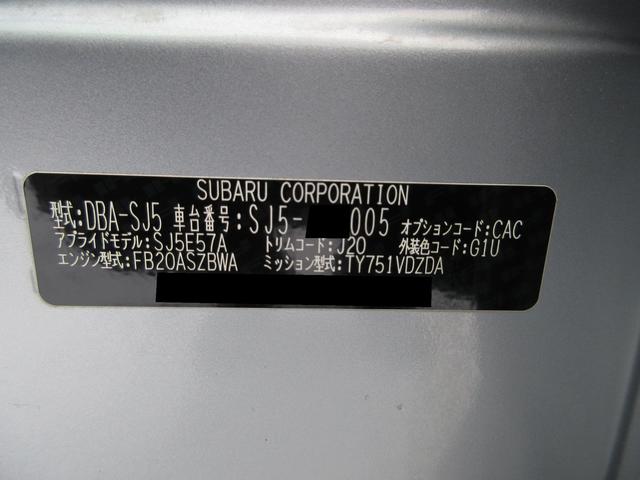 SUBARU CORPORATION
型式:DBA-SJ5 車台番号:SJ5- 005 オプションコード:CAC
アプライドモデル:SJ5E57A トリムコード:J20 外装色コード:G1U
エンジン型式:FB20ASZBWA ミッション型式:TY751VDZDA